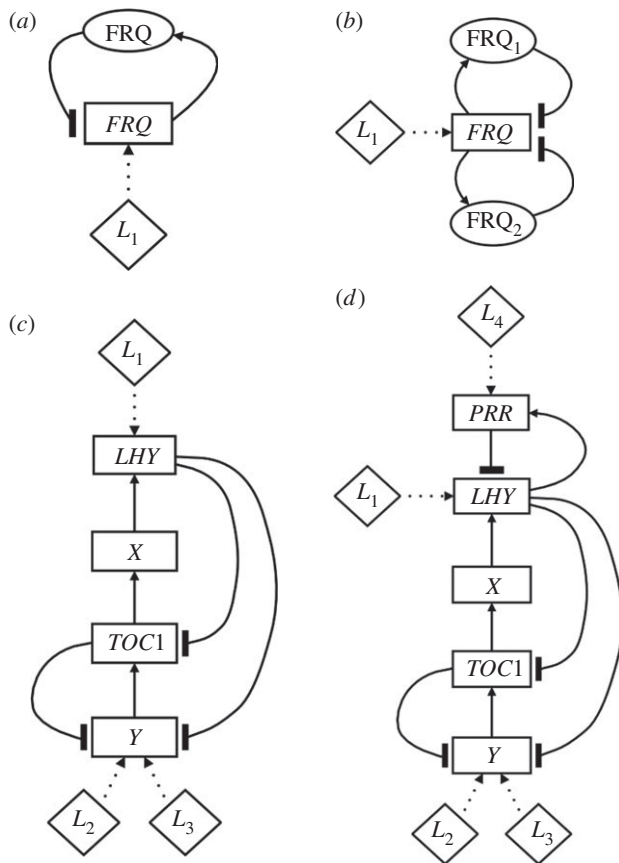 (a)
FRQ
FRQ
L1
(b)
FRQ1
L1
FRQ
FRQ2
(c)
L1
LHY
X
TOC1
Y
L2 L3
(d)
L4
PRR
L1
LHY
X
TOC1
Y
L2 L3